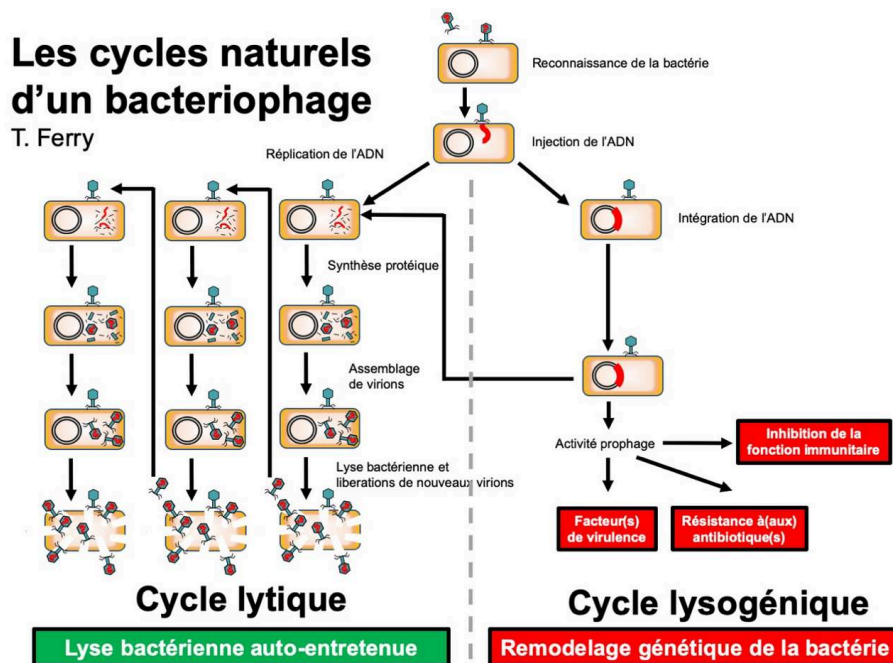 Les cycles naturels
d’un bacteriophage
T. Ferry
Reconnaissance de la bactérie
Injection de l’ADN
Réplication de l’ADN
Intégration de l’ADN
Synthèse protéique
Assemblage
de virions
Lyse bactérienne et
liberations de nouveaux virions
Activité prophage
Inhibition de la
fonction immunitaire
Facteur(s)
de virulence
Résistance à(aux)
antibiotique(s)
Cycle lytique
Cycle lysogénique
Lyse bactérienne auto-entretenue
Remodelage génétique de la bactérie